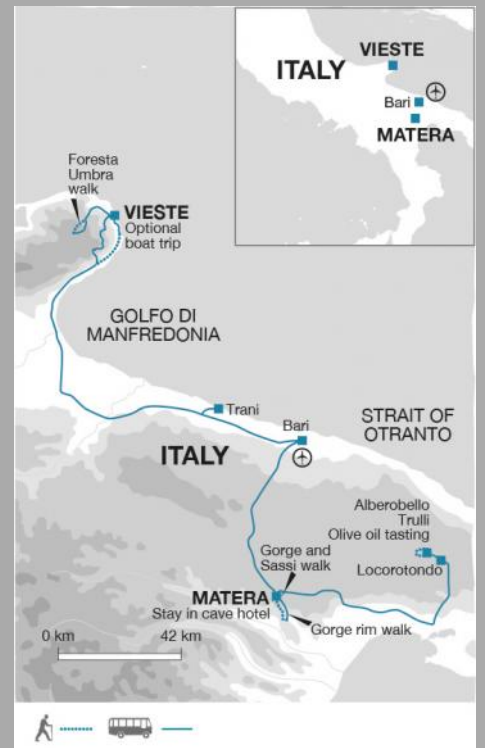 VIESTE
ITALY
Bari
MATERA
Foresta
Umbra
walk
VIESTE
Optional
boat trip
GOLFO DI
MANFREDONIA
Trani
Bari
STRAIT OF
OTRANTO
ITALY
Alberobello
Trulli
Olive oil tasting
Locorotondo
Gorge and
Sassi walk
MATERA
Stay in cave hotel
Gorge rim walk
0 km 42 km